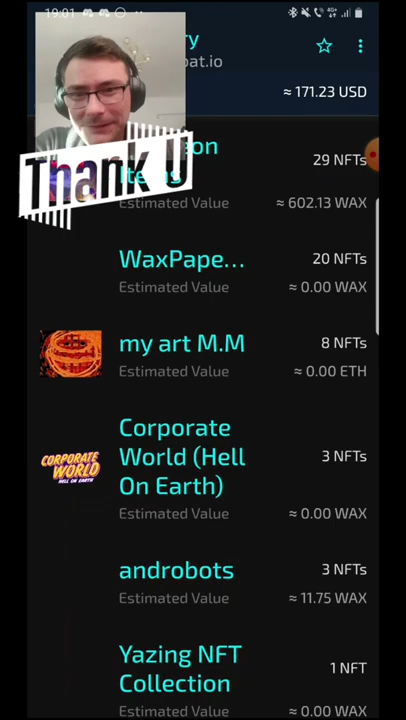 19:01
ry
bat.io
≈ 171.23 USD
Thank U
on
29 NFTs
Estimated Value
≈ 602.13 WAX
WaxPape…
20 NFTs
Estimated Value
≈ 0.00 WAX
my art M.M
8 NFTs
Estimated Value
≈ 0.00 ETH
CORPORATE
WORLD
HELL ON EARTH
Corporate
World (Hell
On Earth)
3 NFTs
Estimated Value
≈ 0.00 WAX
androbots
3 NFTs
Estimated Value
≈ 11.75 WAX
Yazing NFT
Collection
1 NFT
Estimated Value
≈ 0.00 WAX